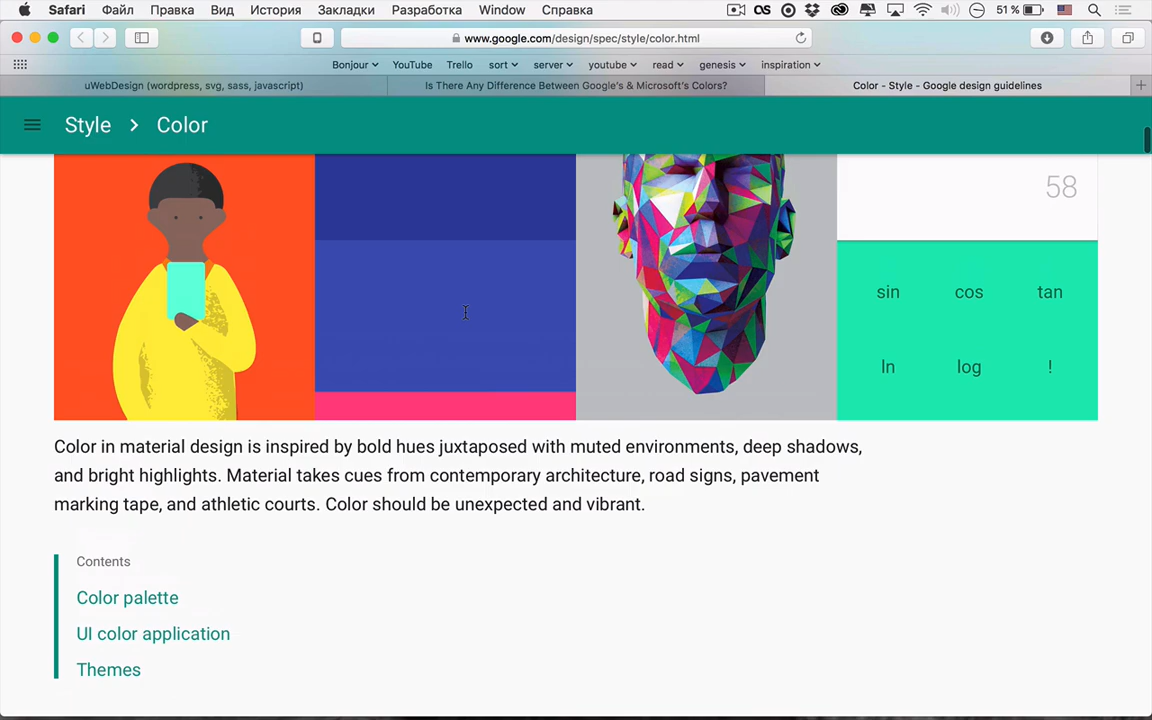 Safari Файл Правка Вид История Закладки Разработка Window Справка 51 %
www.google.com/design/spec/style/color.html
Bonjour YouTube Trello sort server youtube read genesis inspiration
uWebDesign (wordpress, svg, sass, javascript) Is There Any Difference Between Google's & Microsoft's Colors? Color - Style - Google design guidelines
Style > Color
58
sin cos tan
ln log !
Color in material design is inspired by bold hues juxtaposed with muted environments, deep shadows,
and bright highlights. Material takes cues from contemporary architecture, road signs, pavement
marking tape, and athletic courts. Color should be unexpected and vibrant.
Contents
Color palette
UI color application
Themes